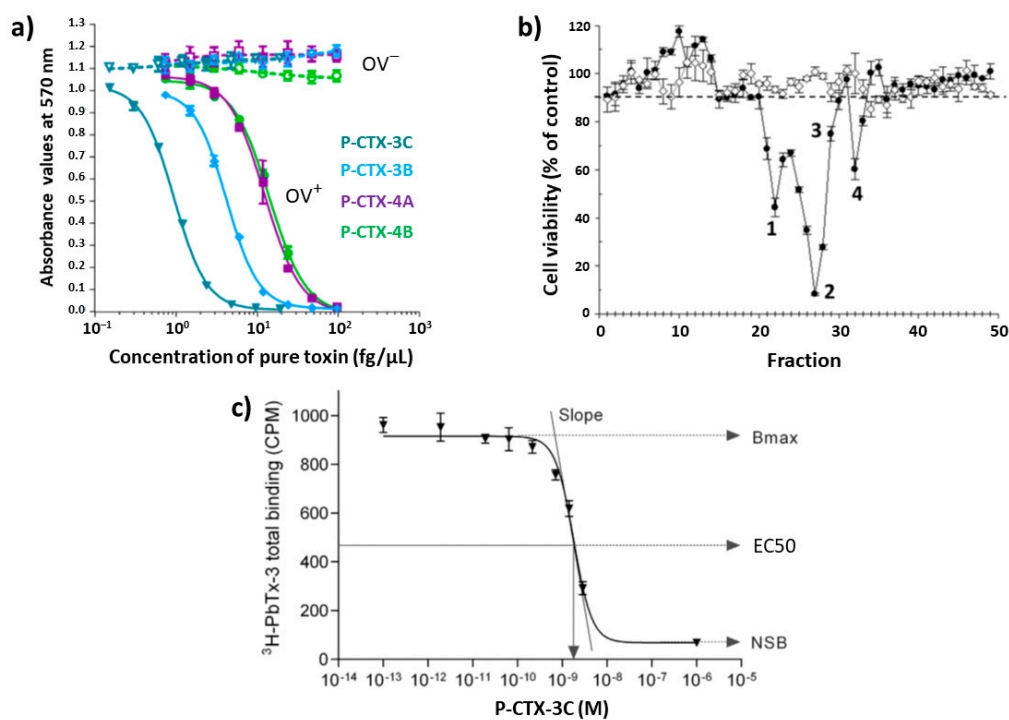 a)
1.3
1.2
1.1
1.0
0.9
0.8
0.7
0.6
0.5
0.4
0.3
0.2
0.1
0.0
Absorbance values at 570 nm
OV⁻
OV⁺
P-CTX-3C
P-CTX-3B
P-CTX-4A
P-CTX-4B
10⁻¹ 10⁰ 10¹ 10² 10³
Concentration of pure toxin (fg/µL)
b)
120
100
80
60
40
20
0
Cell viability (% of control)
1
2
3
4
0 10 20 30 40 50
Fraction
c)
1000
800
600
400
200
0
³H-PbTx-3 total binding (CPM)
Slope
Bmax
EC50
NSB
10⁻¹⁴ 10⁻¹³ 10⁻¹² 10⁻¹¹ 10⁻¹⁰ 10⁻⁹ 10⁻⁸ 10⁻⁷ 10⁻⁶ 10⁻⁵
P-CTX-3C (M)